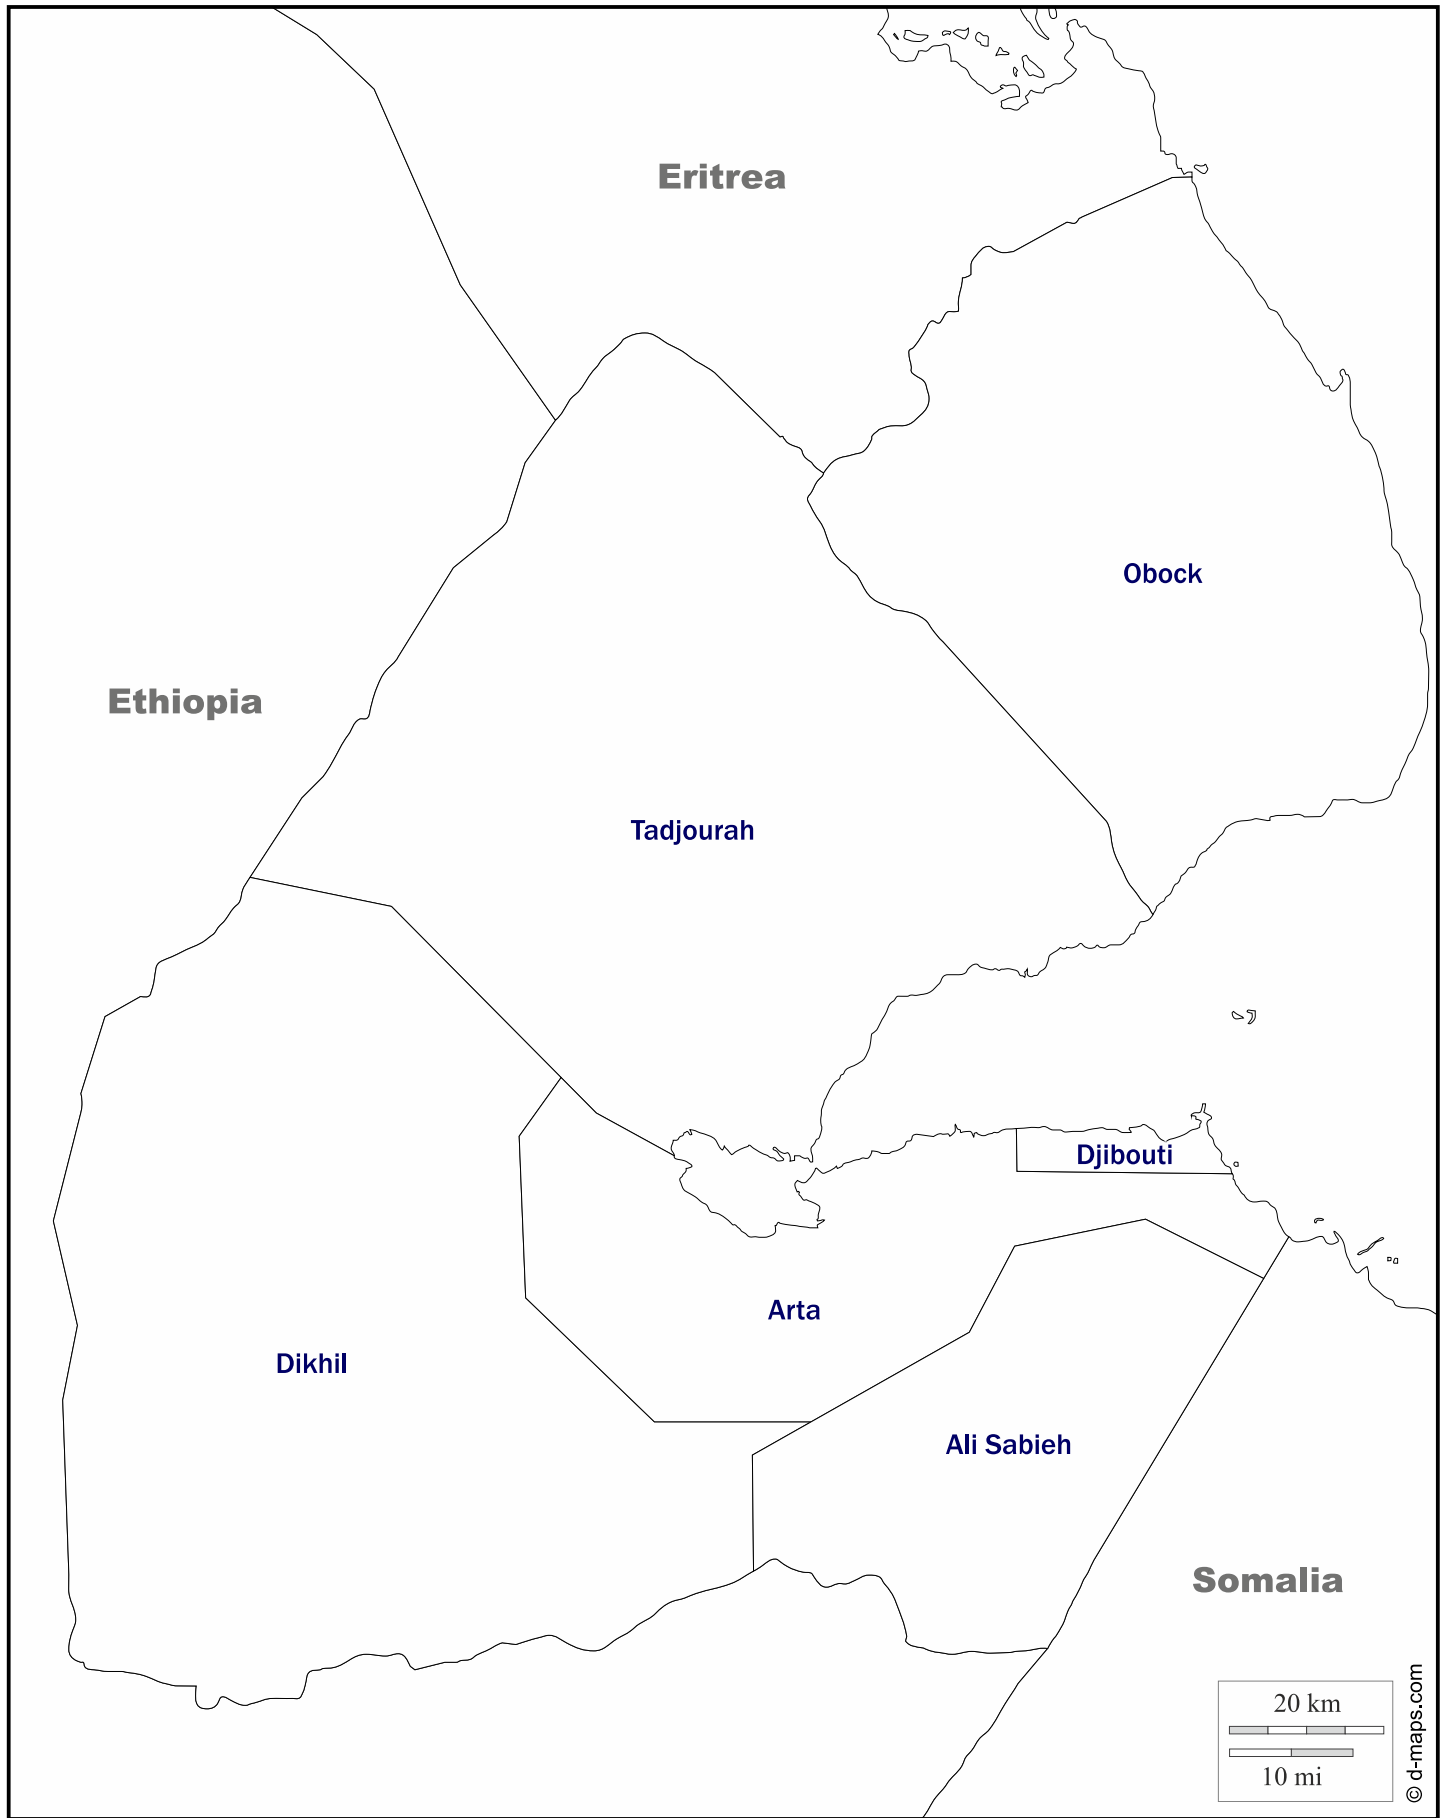 Eritrea
Obock
Ethiopia
Tadjourah
Djibouti
Arta
Dikhil
Ali Sabieh
Somalia
20 km
10 mi
© d-maps.com